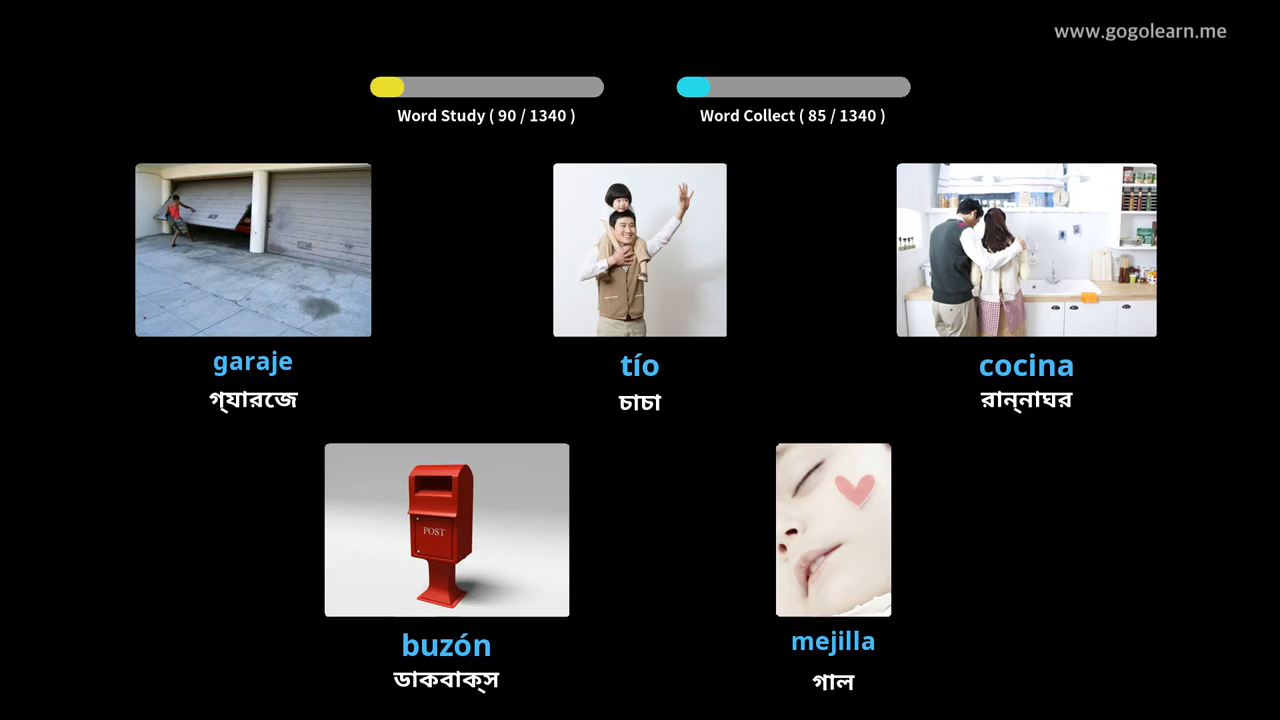 www.gogolearn.me
Word Study ( 90 / 1340 )
Word Collect ( 85 / 1340 )
garaje
tío
cocina
গ্যারজে
চাচা
রান্নাঘর
POST
buzón
mejilla
ডাকবাক্স
গাল